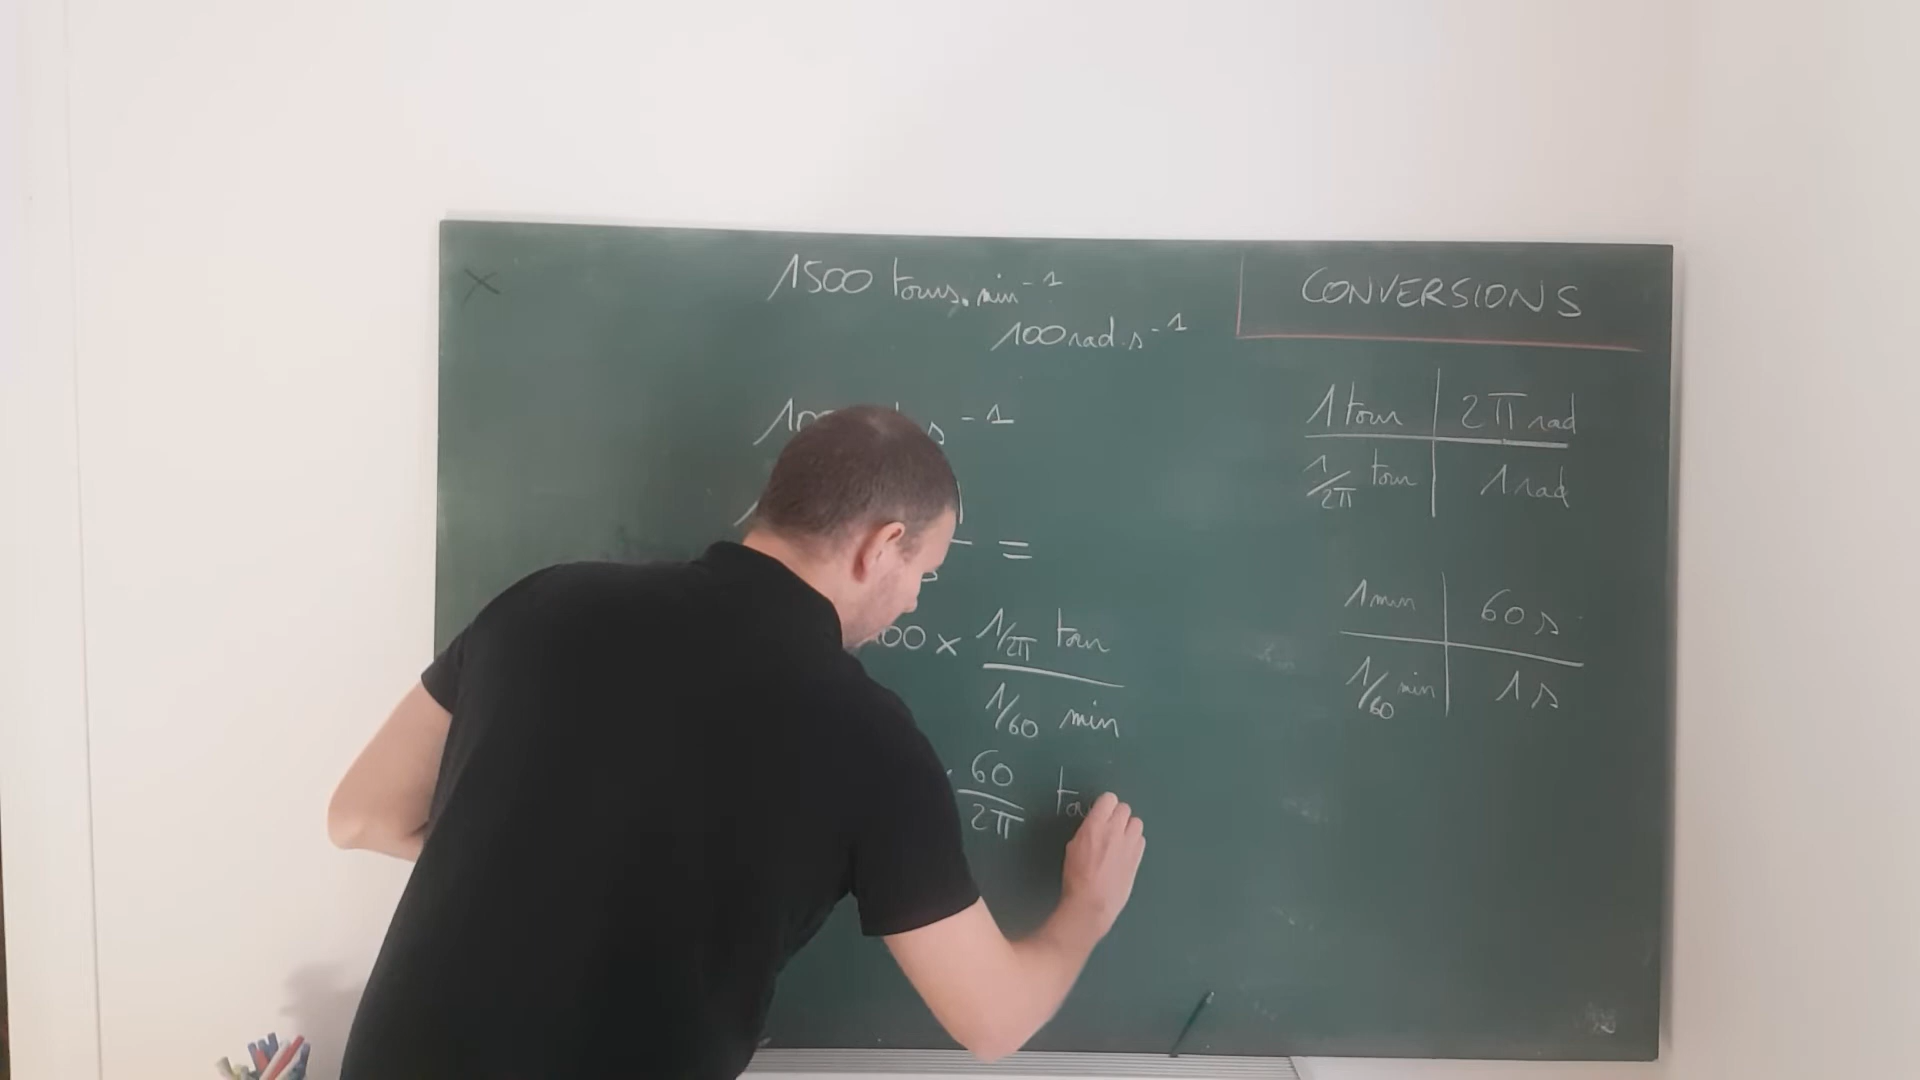 1500 tours.min⁻¹
100 rad.s⁻¹
CONVERSIONS
1 tour | 2π rad
1/2π tour | 1 rad
1 min | 60 s
1/60 min | 1 s
s⁻¹
=
× 1/2π tour
1/60 min
60
2π